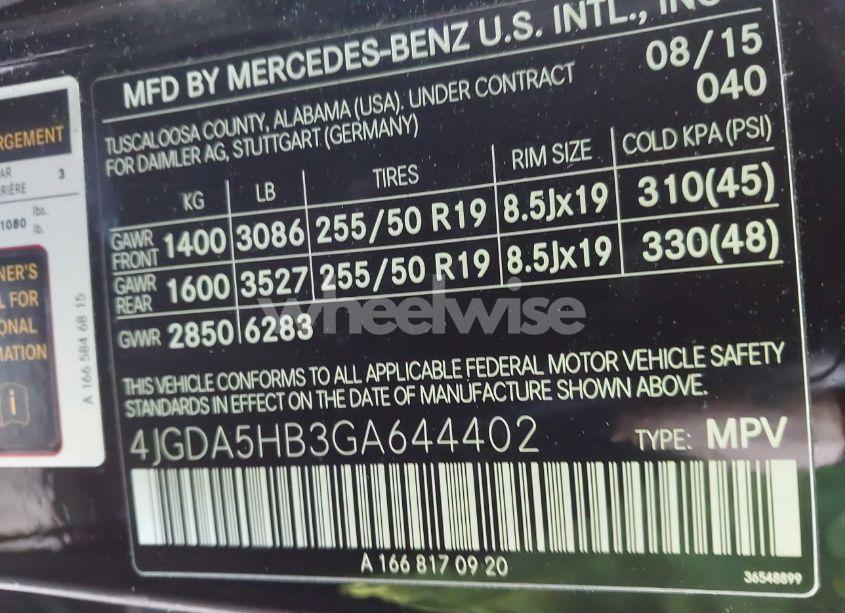 MFD BY MERCEDES-BENZ U.S. INTL., INC
08/15
TUSCALOOSA COUNTY, ALABAMA (USA). UNDER CONTRACT
040
FOR DAIMLER AG, STUTTGART (GERMANY)
KG LB TIRES RIM SIZE COLD KPA (PSI)
GAWR FRONT 1400 3086 255/50 R19 8.5Jx19 310(45)
GAWR REAR 1600 3527 255/50 R19 8.5Jx19 330(48)
GVWR 2850 6283
wheelwise
THIS VEHICLE CONFORMS TO ALL APPLICABLE FEDERAL MOTOR VEHICLE SAFETY
STANDARDS IN EFFECT ON THE DATE OF MANUFACTURE SHOWN ABOVE.
4JGDA5HB3GA644402 TYPE: MPV
A 166 817 09 20
36548899
RGEMENT
AR 3
RIÈRE
1080 lbs.
lb.
NER'S
L FOR
ONAL
MATION
i
A 166 584 68 15